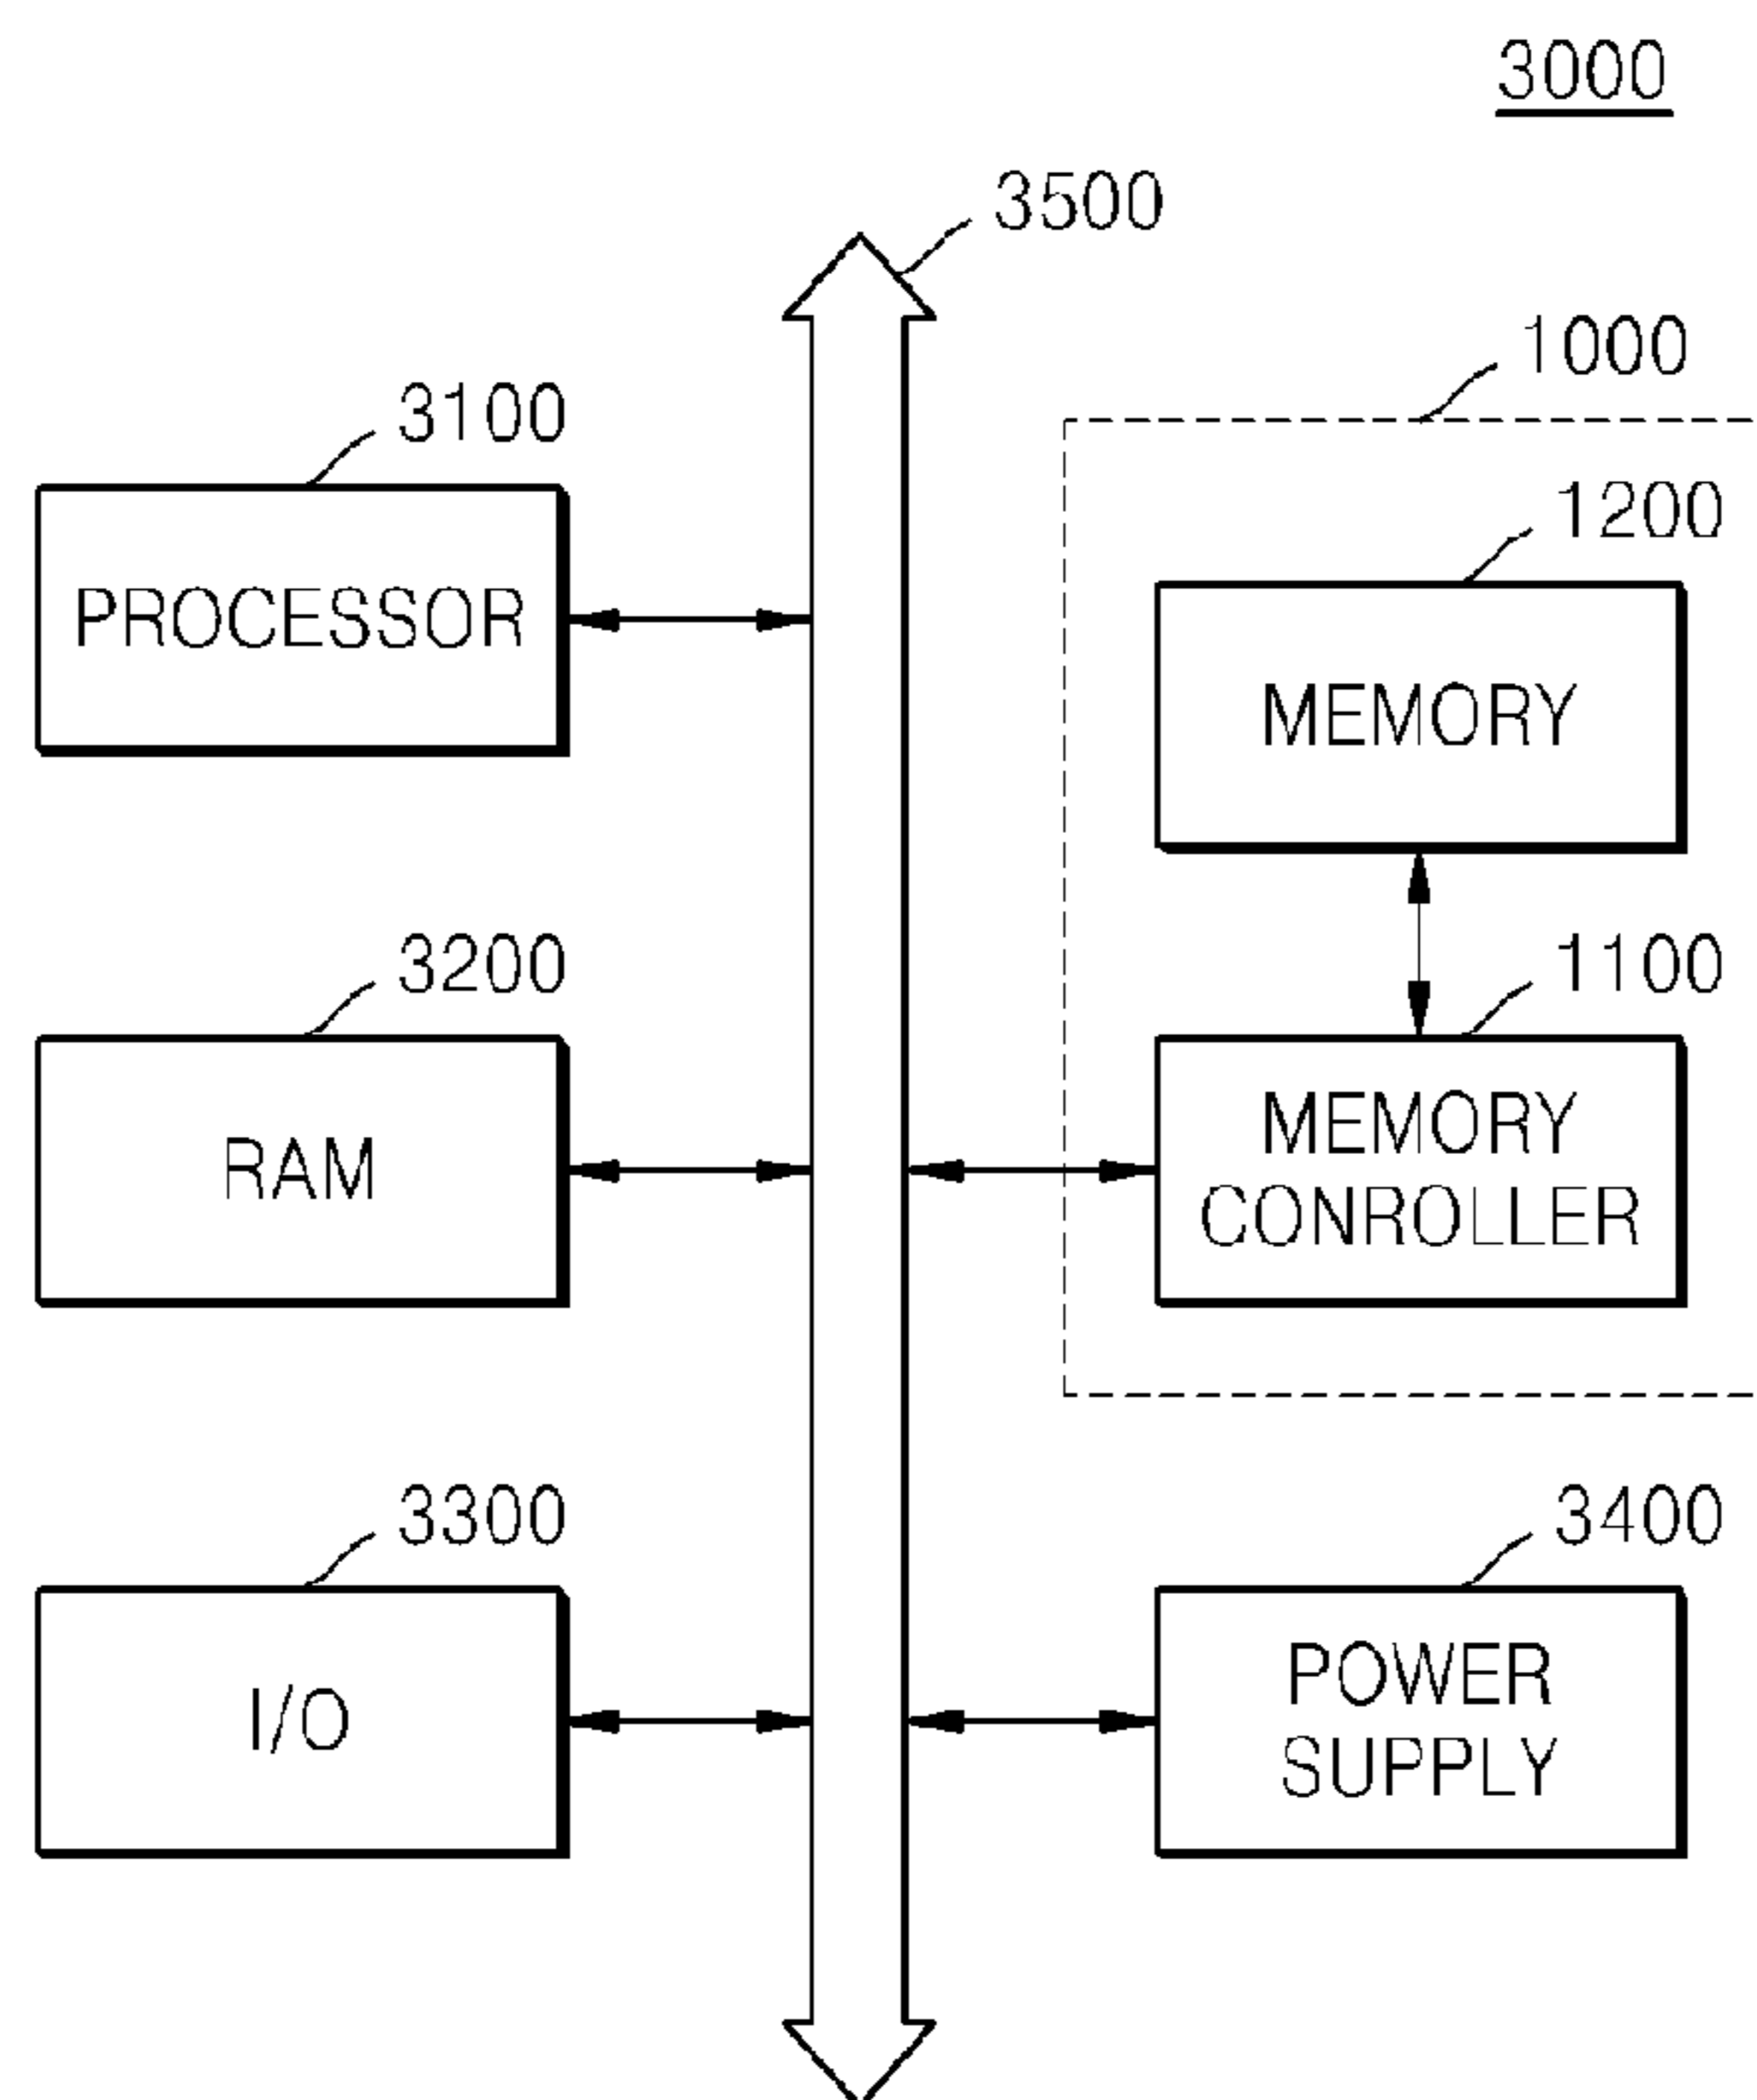 3000
3500
1000
3100
1200
PROCESSOR
MEMORY
3200
1100
RAM
MEMORY
CONROLLER
3300
3400
I/O
POWER
SUPPLY